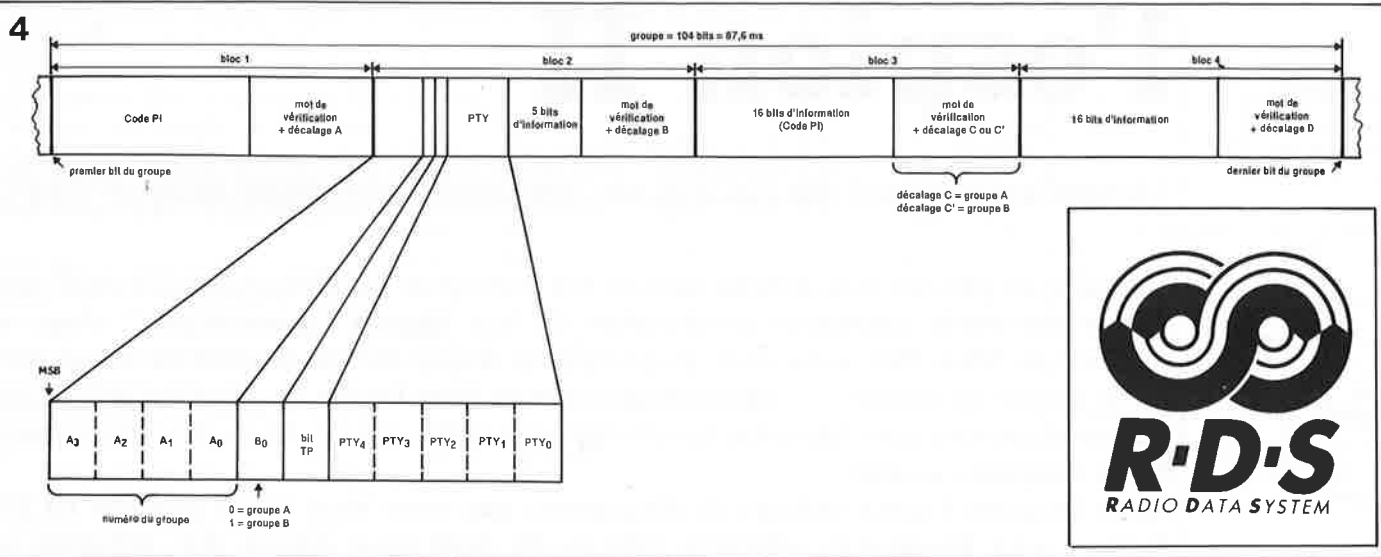 4
groupe = 104 bits = 87,6 ms
bloc 1
bloc 2
bloc 3
bloc 4
Code PI
mot de
vérification
+ décalage A
PTY
5 bits
d'information
mot de
vérification
+ décalage B
16 bits d'information
(Code PI)
mot de
vérification
+ décalage C ou C'
16 bits d'information
mot de
vérification
+ décalage D
premier bit du groupe
dernier bit du groupe
décalage C = groupe A
décalage C' = groupe B
MSB
A3
A2
A1
A0
B0
bit
TP
PTY4
PTY3
PTY2
PTY1
PTY0
numéro du groupe
0 = groupe A
1 = groupe B
R·D·S
RADIO DATA SYSTEM